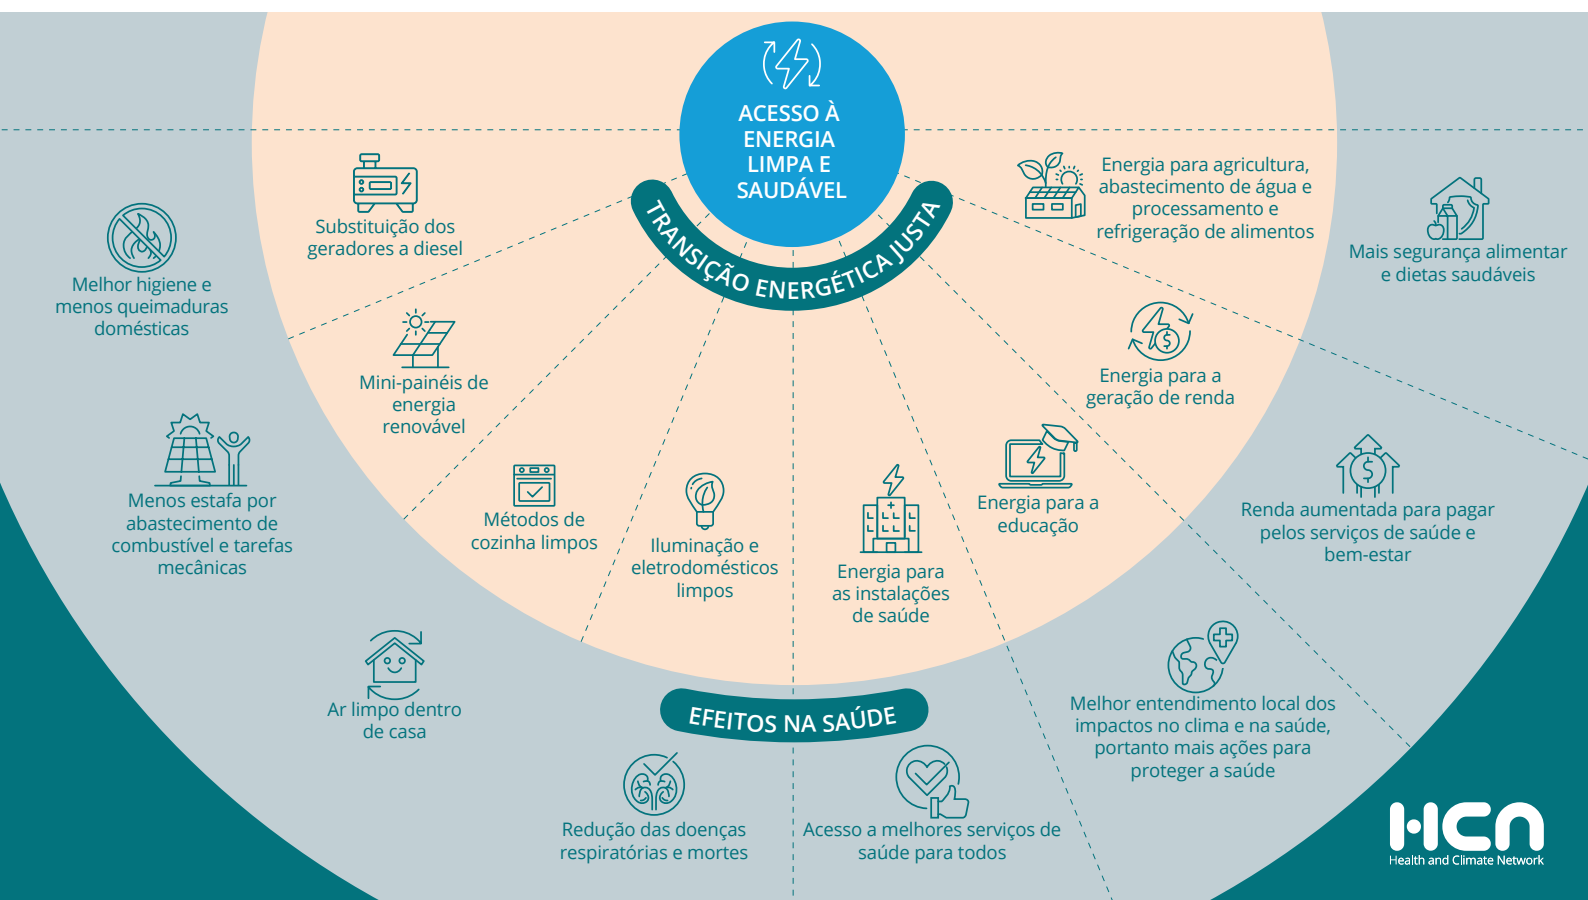 ACESSO À
ENERGIA
LIMPA E
SAUDÁVEL
TRANSIÇÃO ENERGÉTICA JUSTA
Substituição dos
geradores a diesel
Mini-painéis de
energia
renovável
Métodos de
cozinha limpos
Iluminação e
eletrodomésticos
limpos
Energia para
as instalações
de saúde
Energia para a
educação
Energia para a
geração de renda
Energia para agricultura,
abastecimento de água e
processamento e
refrigeração de alimentos
EFEITOS NA SAÚDE
Melhor higiene e
menos queimaduras
domésticas
Menos estafa por
abastecimento de
combustível e tarefas
mecânicas
Ar limpo dentro
de casa
Redução das doenças
respiratórias e mortes
Acesso a melhores serviços de
saúde para todos
Melhor entendimento local dos
impactos no clima e na saúde,
portanto mais ações para
proteger a saúde
Renda aumentada para pagar
pelos serviços de saúde e
bem-estar
Mais segurança alimentar
e dietas saudáveis
HCN
Health and Climate Network